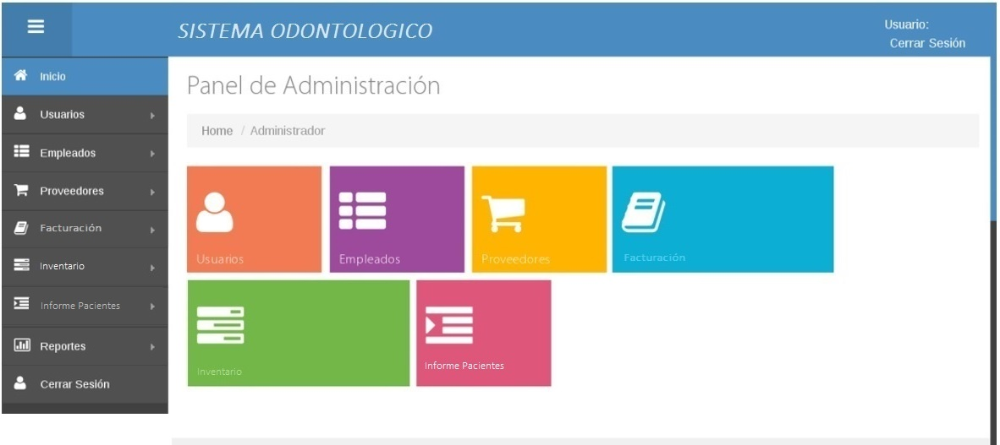 SISTEMA ODONTOLOGICO
Usuario:
Cerrar Sesión
Inicio
Usuarios
Empleados
Proveedores
Facturación
Inventario
Informe Pacientes
Reportes
Cerrar Sesión
Panel de Administración
Home / Administrador
Usuarios
Empleados
Proveedores
Facturación
Inventario
Informe Pacientes